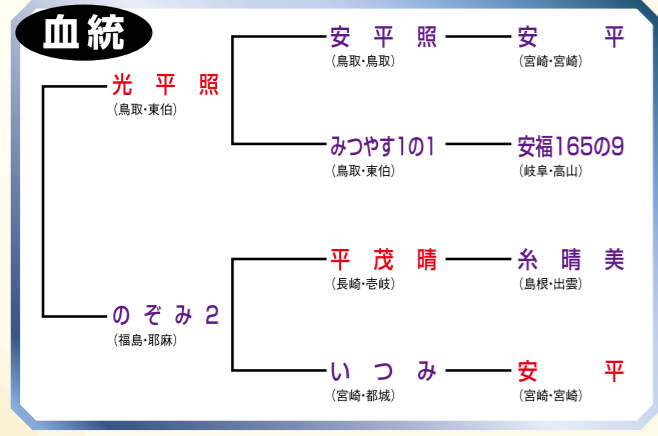 血統
光平照
(鳥取・東伯)
安平照
(鳥取・鳥取)
安平
(宮崎・宮崎)
みつやす1の1
(鳥取・東伯)
安福165の9
(岐阜・高山)
のぞみ2
(福島・耶麻)
平茂晴
(長崎・壱岐)
糸晴美
(島根・出雲)
いつみ
(宮崎・都城)
安平
(宮崎・宮崎)